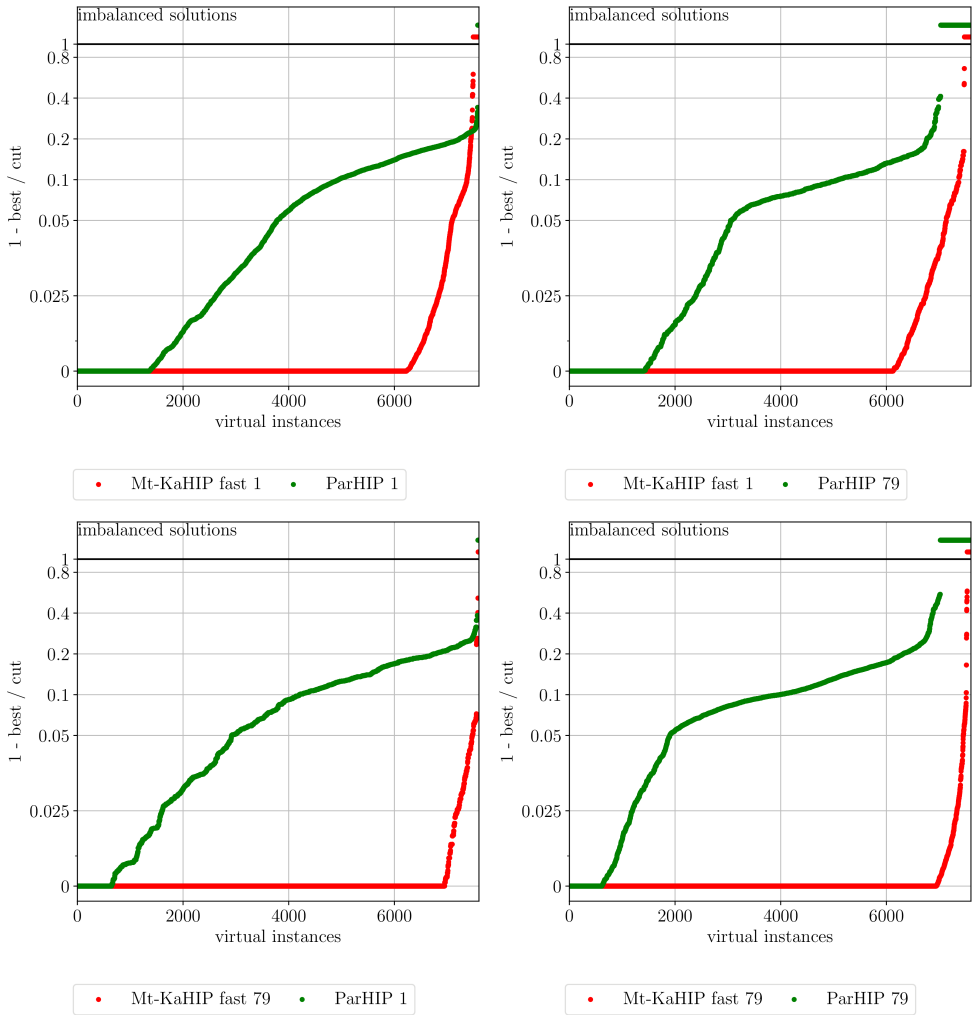 imbalanced solutions
1
0.8
0.4
0.2
0.1
0.05
0.025
0
1 - best / cut
0 2000 4000 6000
virtual instances
Mt-KaHIP fast 1 ParHIP 1
imbalanced solutions
1
0.8
0.4
0.2
0.1
0.05
0.025
0
1 - best / cut
0 2000 4000 6000
virtual instances
Mt-KaHIP fast 1 ParHIP 79
imbalanced solutions
1
0.8
0.4
0.2
0.1
0.05
0.025
0
1 - best / cut
0 2000 4000 6000
virtual instances
Mt-KaHIP fast 79 ParHIP 1
imbalanced solutions
1
0.8
0.4
0.2
0.1
0.05
0.025
0
1 - best / cut
0 2000 4000 6000
virtual instances
Mt-KaHIP fast 79 ParHIP 79